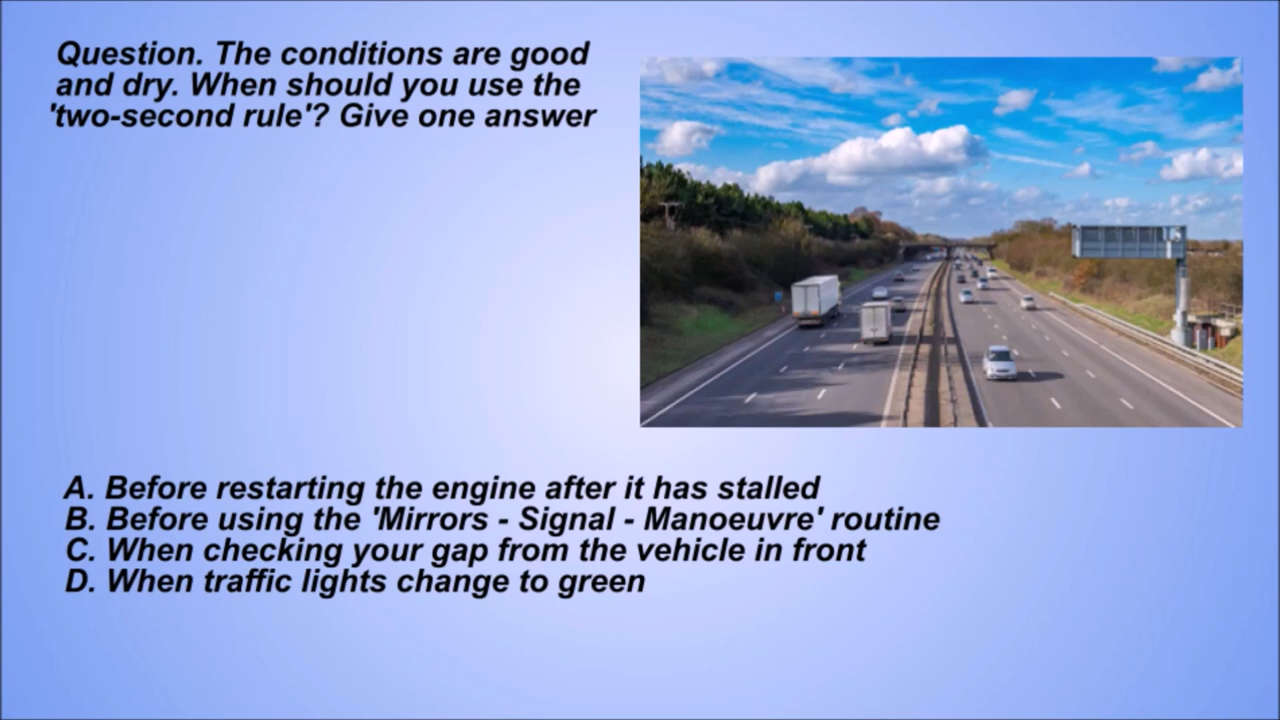 Question. The conditions are good
and dry. When should you use the
'two-second rule'? Give one answer
A. Before restarting the engine after it has stalled
B. Before using the 'Mirrors - Signal - Manoeuvre' routine
C. When checking your gap from the vehicle in front
D. When traffic lights change to green